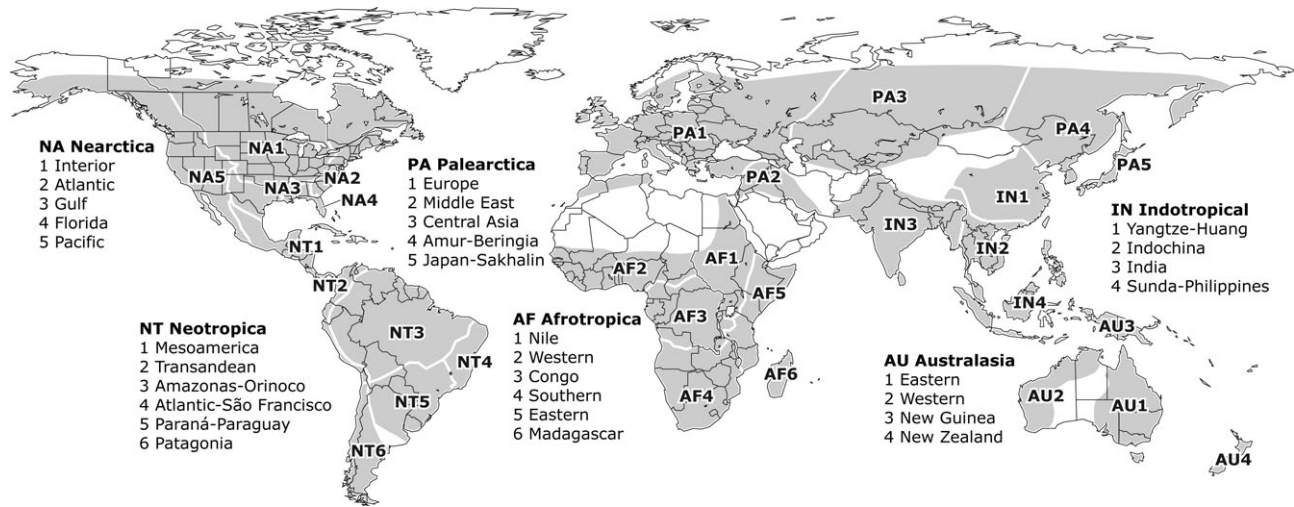 NA Nearctica
1 Interior
2 Atlantic
3 Gulf
4 Florida
5 Pacific
PA Palearctica
1 Europe
2 Middle East
3 Central Asia
4 Amur-Beringia
5 Japan-Sakhalin
IN Indotropical
1 Yangtze-Huang
2 Indochina
3 India
4 Sunda-Philippines
NT Neotropica
1 Mesoamerica
2 Transandean
3 Amazonas-Orinoco
4 Atlantic-São Francisco
5 Paraná-Paraguay
6 Patagonia
AF Afrotropica
1 Nile
2 Western
3 Congo
4 Southern
5 Eastern
6 Madagascar
AU Australasia
1 Eastern
2 Western
3 New Guinea
4 New Zealand
NA1
NA2
NA3
NA4
NA5
PA1
PA2
PA3
PA4
PA5
IN1
IN2
IN3
IN4
NT1
NT2
NT3
NT4
NT5
NT6
AF1
AF2
AF3
AF4
AF5
AF6
AU1
AU2
AU3
AU4